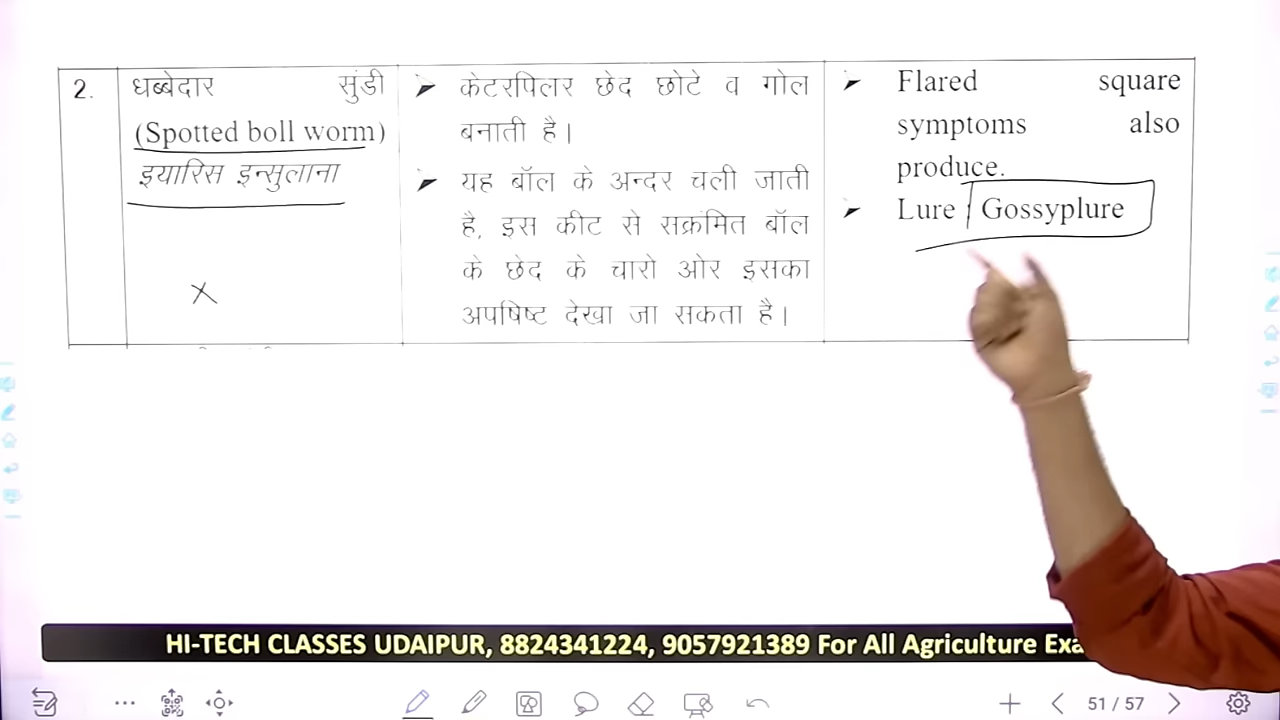 2.
धब्बेदार सुंडी
(Spotted boll worm)
इयारिस इन्सुलाना
केटरपिलर छेद छोटे व गोल
बनाती है।
यह बॉल के अन्दर चली जाती
है, इस कीट से सक्रमित बॉल
के छेद के चारो ओर इसका
अपषिष्ट देखा जा सकता है।
Flared square
symptoms also
produce.
Lure Gossyplure
HI-TECH CLASSES UDAIPUR, 8824341224, 9057921389 For All Agriculture Exa
51 / 57